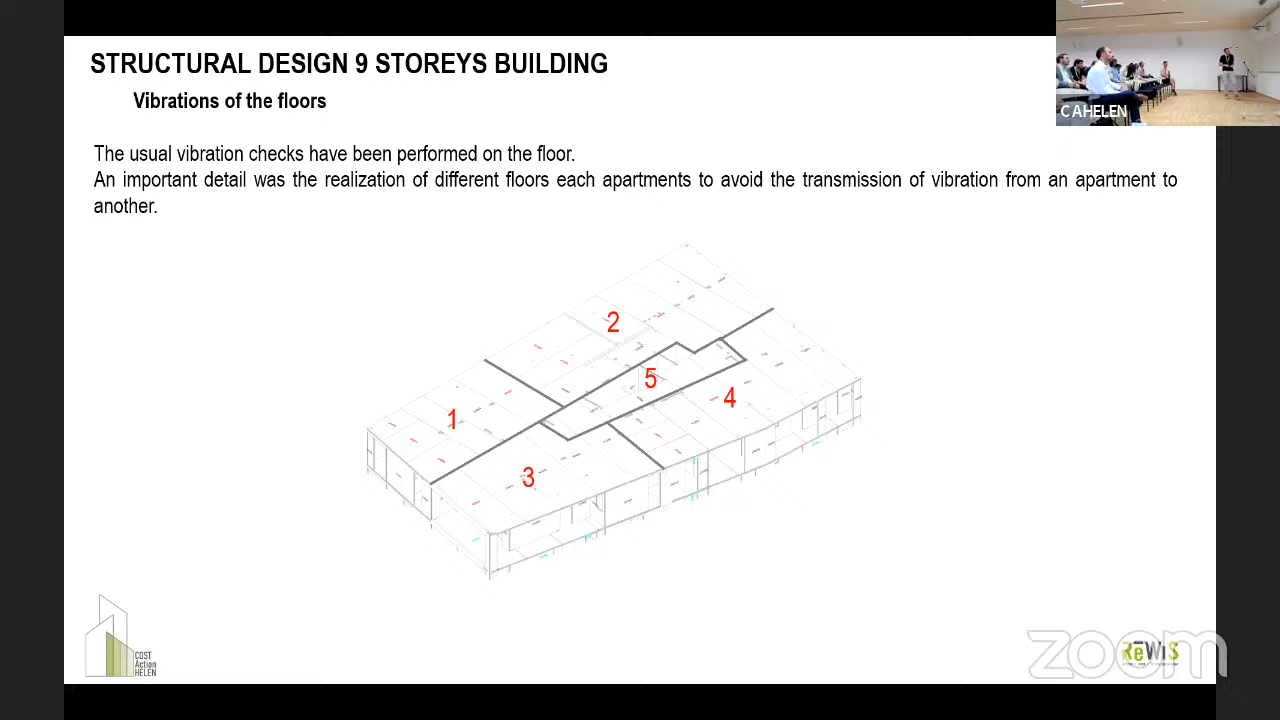 STRUCTURAL DESIGN 9 STOREYS BUILDING
Vibrations of the floors
CAHELEN
The usual vibration checks have been performed on the floor.
An important detail was the realization of different floors each apartments to avoid the transmission of vibration from an apartment to
another.
2
5
4
1
3
COST
Action
HELEN
zoom
ReWiS